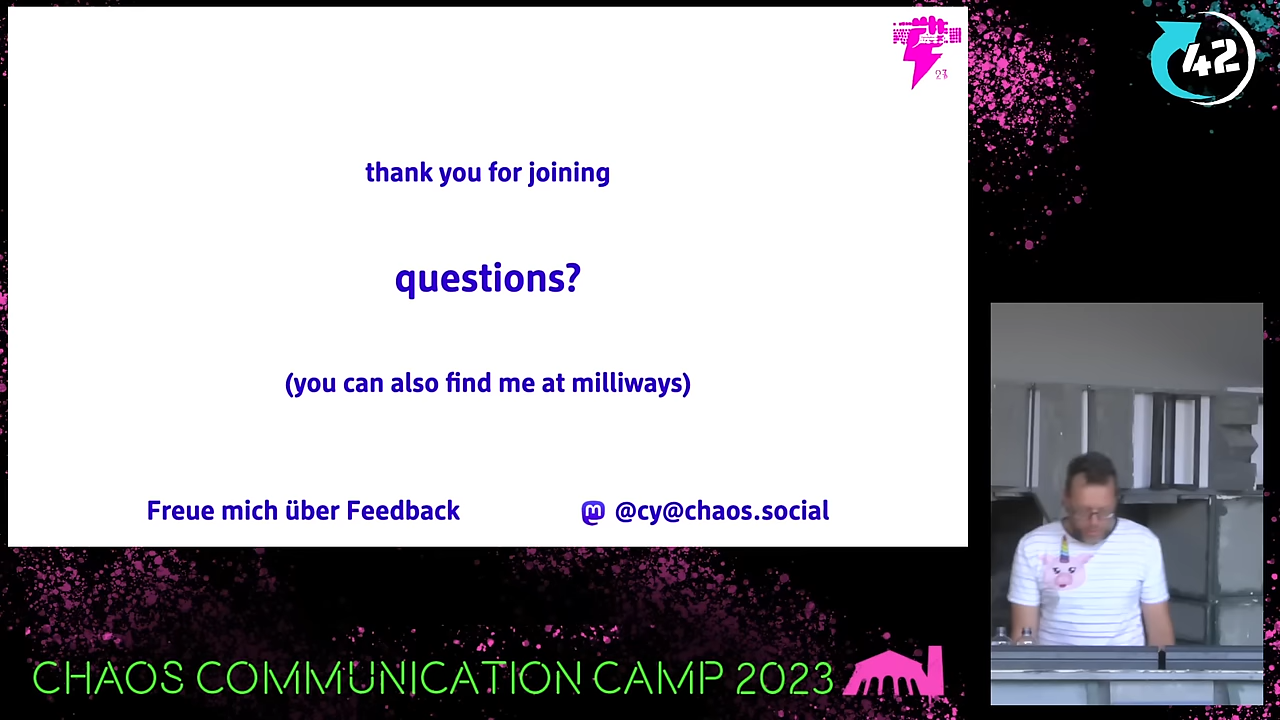 27
42
thank you for joining
questions?
(you can also find me at milliways)
Freue mich über Feedback
@cy@chaos.social
CHAOS COMMUNICATION CAMP 2023